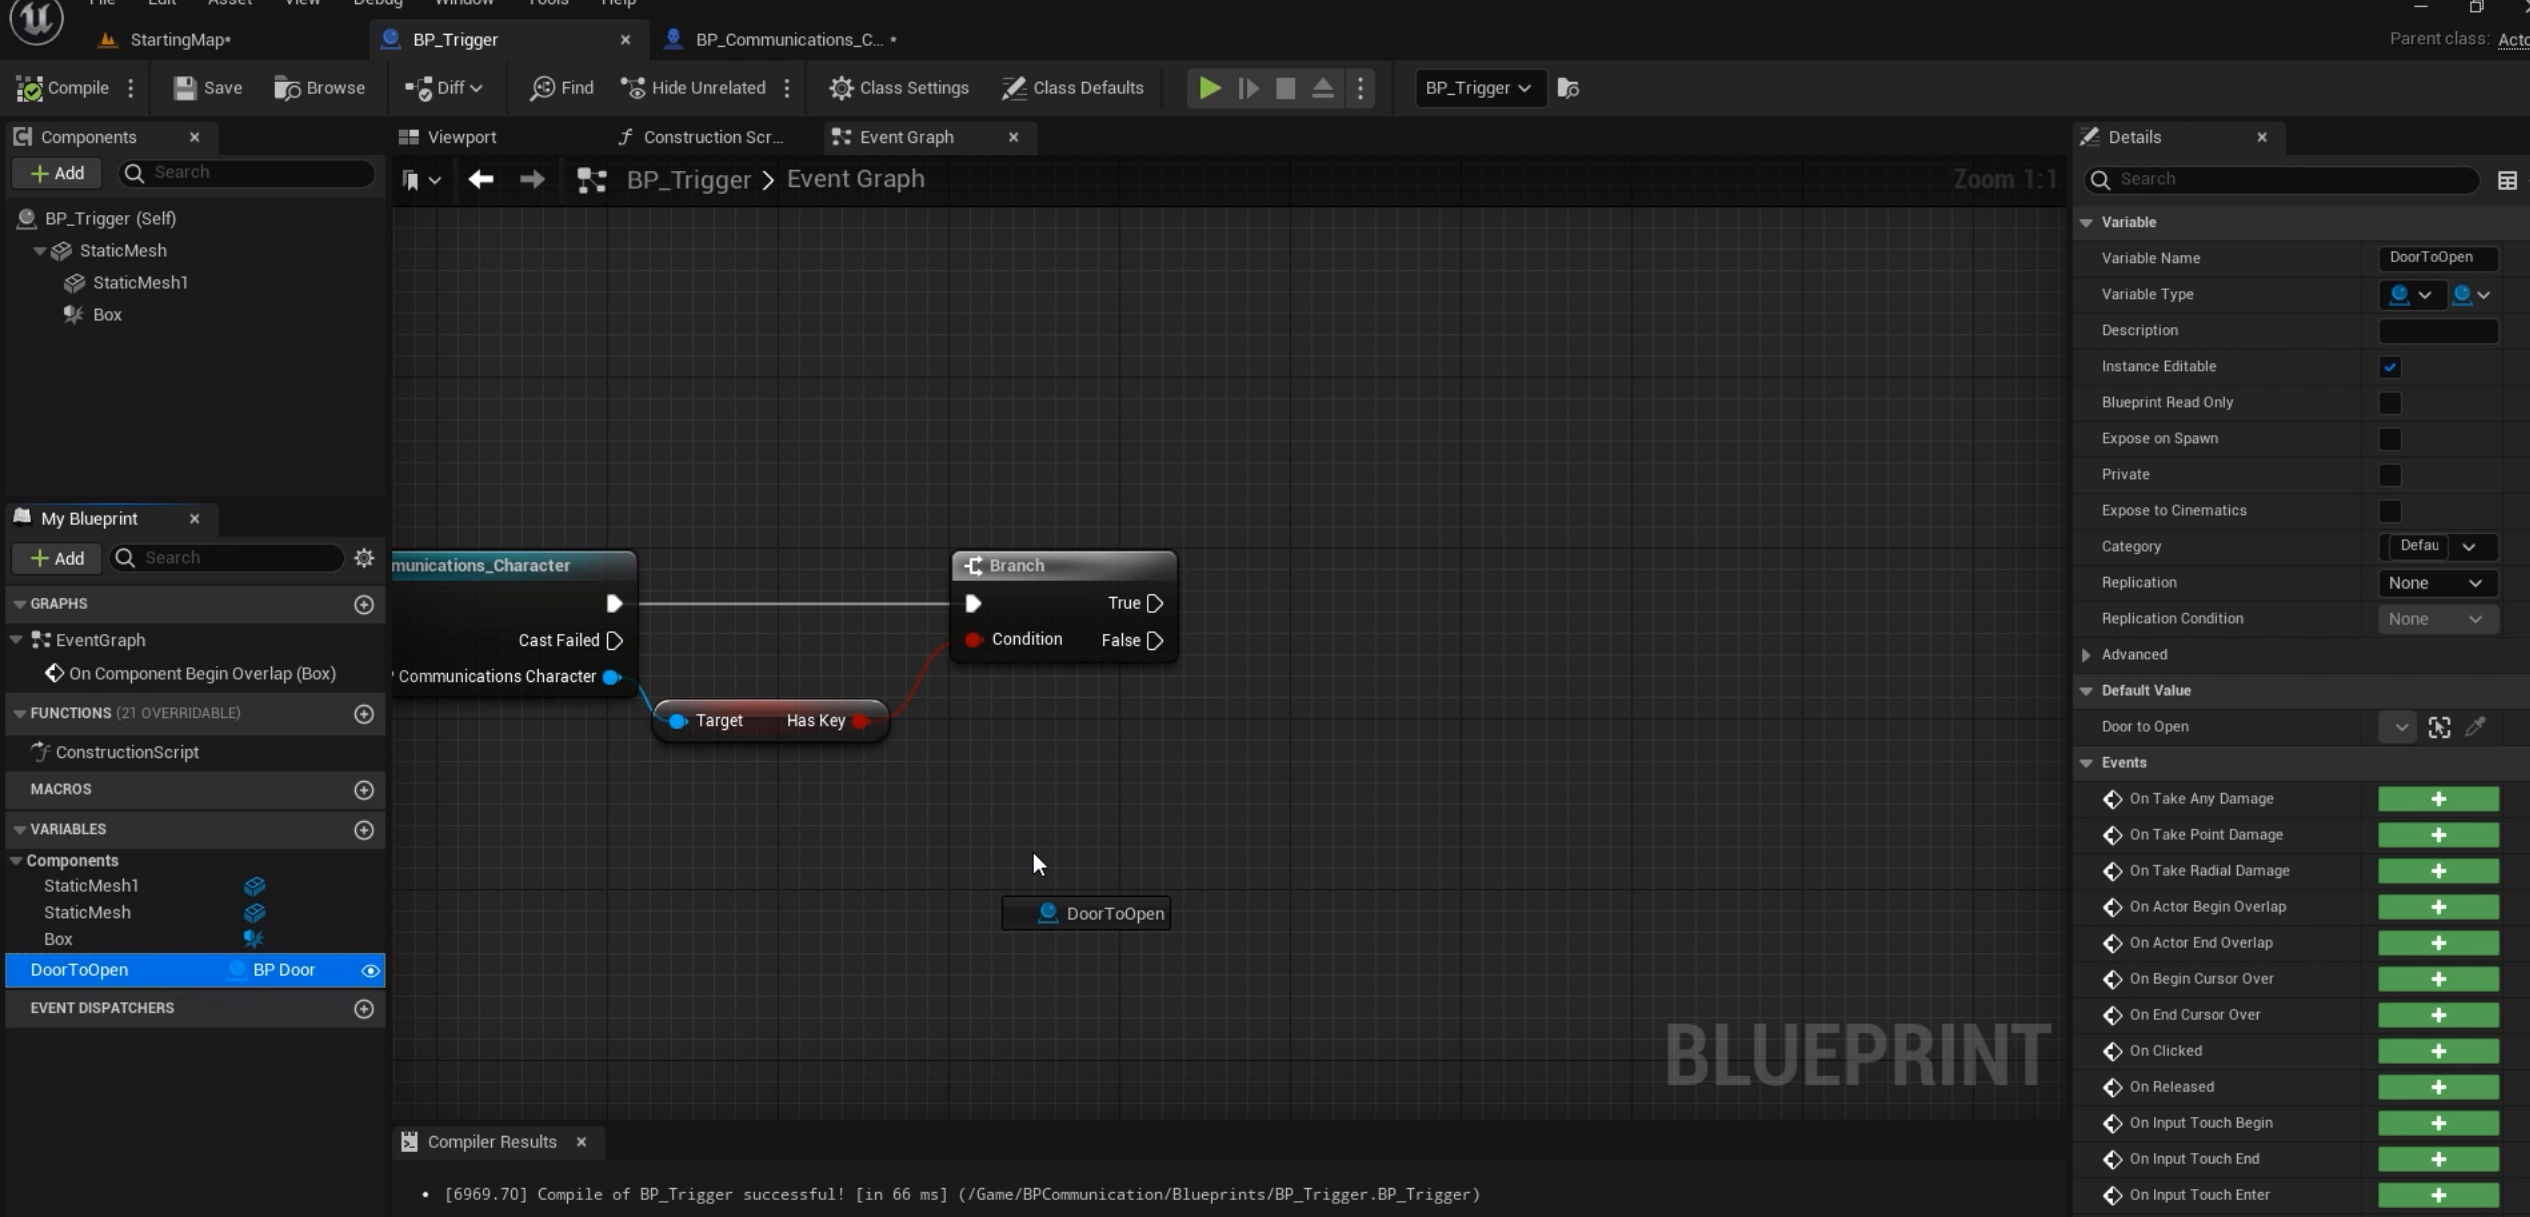 File Edit Asset View Debug Window Tools Help
StartingMap* BP_Trigger BP_Communications_C... * Parent class:
Compile Save Browse Diff Find Hide Unrelated Class Settings Class Defaults BP_Trigger
Components Viewport Construction Scr... Event Graph Details
Add Search BP_Trigger > Event Graph Zoom 1:1 Search
BP_Trigger (Self)
StaticMesh
StaticMesh1
Box
My Blueprint
Add Search
GRAPHS
EventGraph
On Component Begin Overlap (Box)
FUNCTIONS (21 OVERRIDABLE)
ConstructionScript
MACROS
VARIABLES
Components
StaticMesh1
StaticMesh
Box
DoorToOpen BP Door
EVENT DISPATCHERS
munications_Character
Cast Failed
Communications Character
Target Has Key
Branch
True
Condition False
DoorToOpen
BLUEPRINT
Compiler Results
• [6969.70] Compile of BP_Trigger successful! [in 66 ms] (/Game/BPCommunication/Blueprints/BP_Trigger.BP_Trigger)
Variable
Variable Name DoorToOpen
Variable Type
Description
Instance Editable
Blueprint Read Only
Expose on Spawn
Private
Expose to Cinematics
Category Defau
Replication None
Replication Condition None
Advanced
Default Value
Door to Open
Events
On Take Any Damage
On Take Point Damage
On Take Radial Damage
On Actor Begin Overlap
On Actor End Overlap
On Begin Cursor Over
On End Cursor Over
On Clicked
On Released
On Input Touch Begin
On Input Touch End
On Input Touch Enter